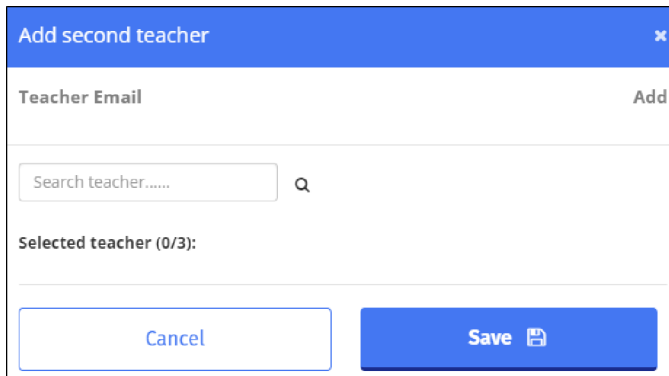 Add second teacher
Teacher Email Add
Search teacher......
Selected teacher (0/3):
Cancel Save